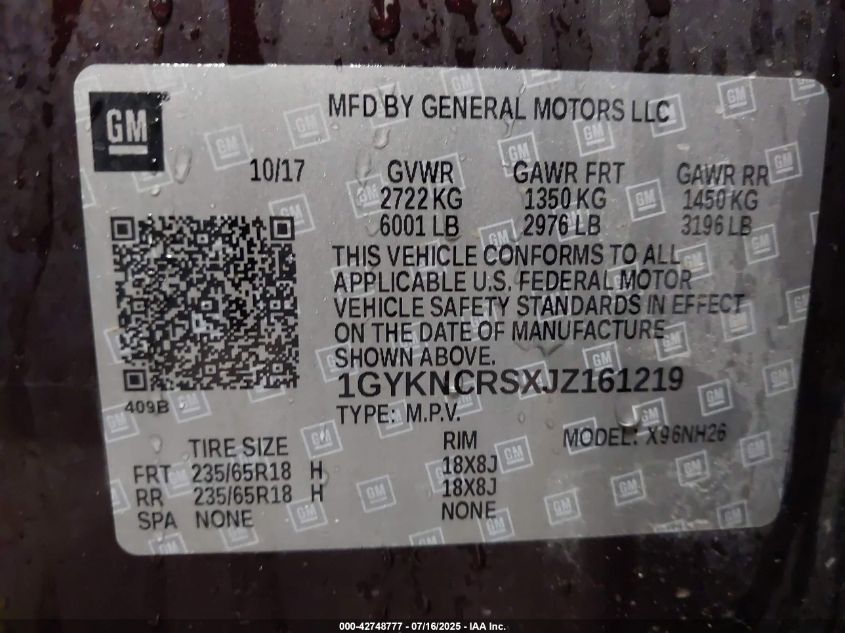 GM
MFD BY GENERAL MOTORS LLC
10/17
GVWR GAWR FRT GAWR RR
2722 KG 1350 KG 1450 KG
6001 LB 2976 LB 3196 LB
THIS VEHICLE CONFORMS TO ALL
APPLICABLE U.S. FEDERAL MOTOR
VEHICLE SAFETY STANDARDS IN EFFECT
ON THE DATE OF MANUFACTURE
SHOWN ABOVE.
1GYKNCRSXJZ161219
409B
TYPE: M.P.V.
MODEL: X96NH26
TIRE SIZE RIM
FRT 235/65R18 H 18X8J
RR 235/65R18 H 18X8J
SPA NONE NONE
000-42748777 - 07/16/2025 - IAA Inc.